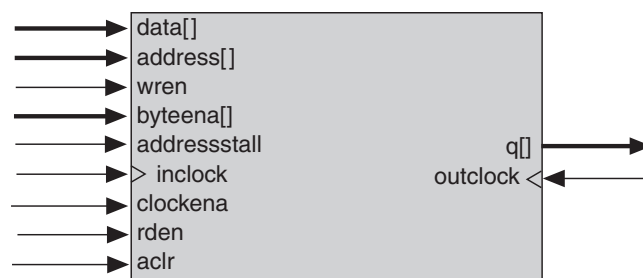 data[]
address[]
wren
byteena[]
addressstall
inclock
clockena
rden
aclr
q[]
outclock